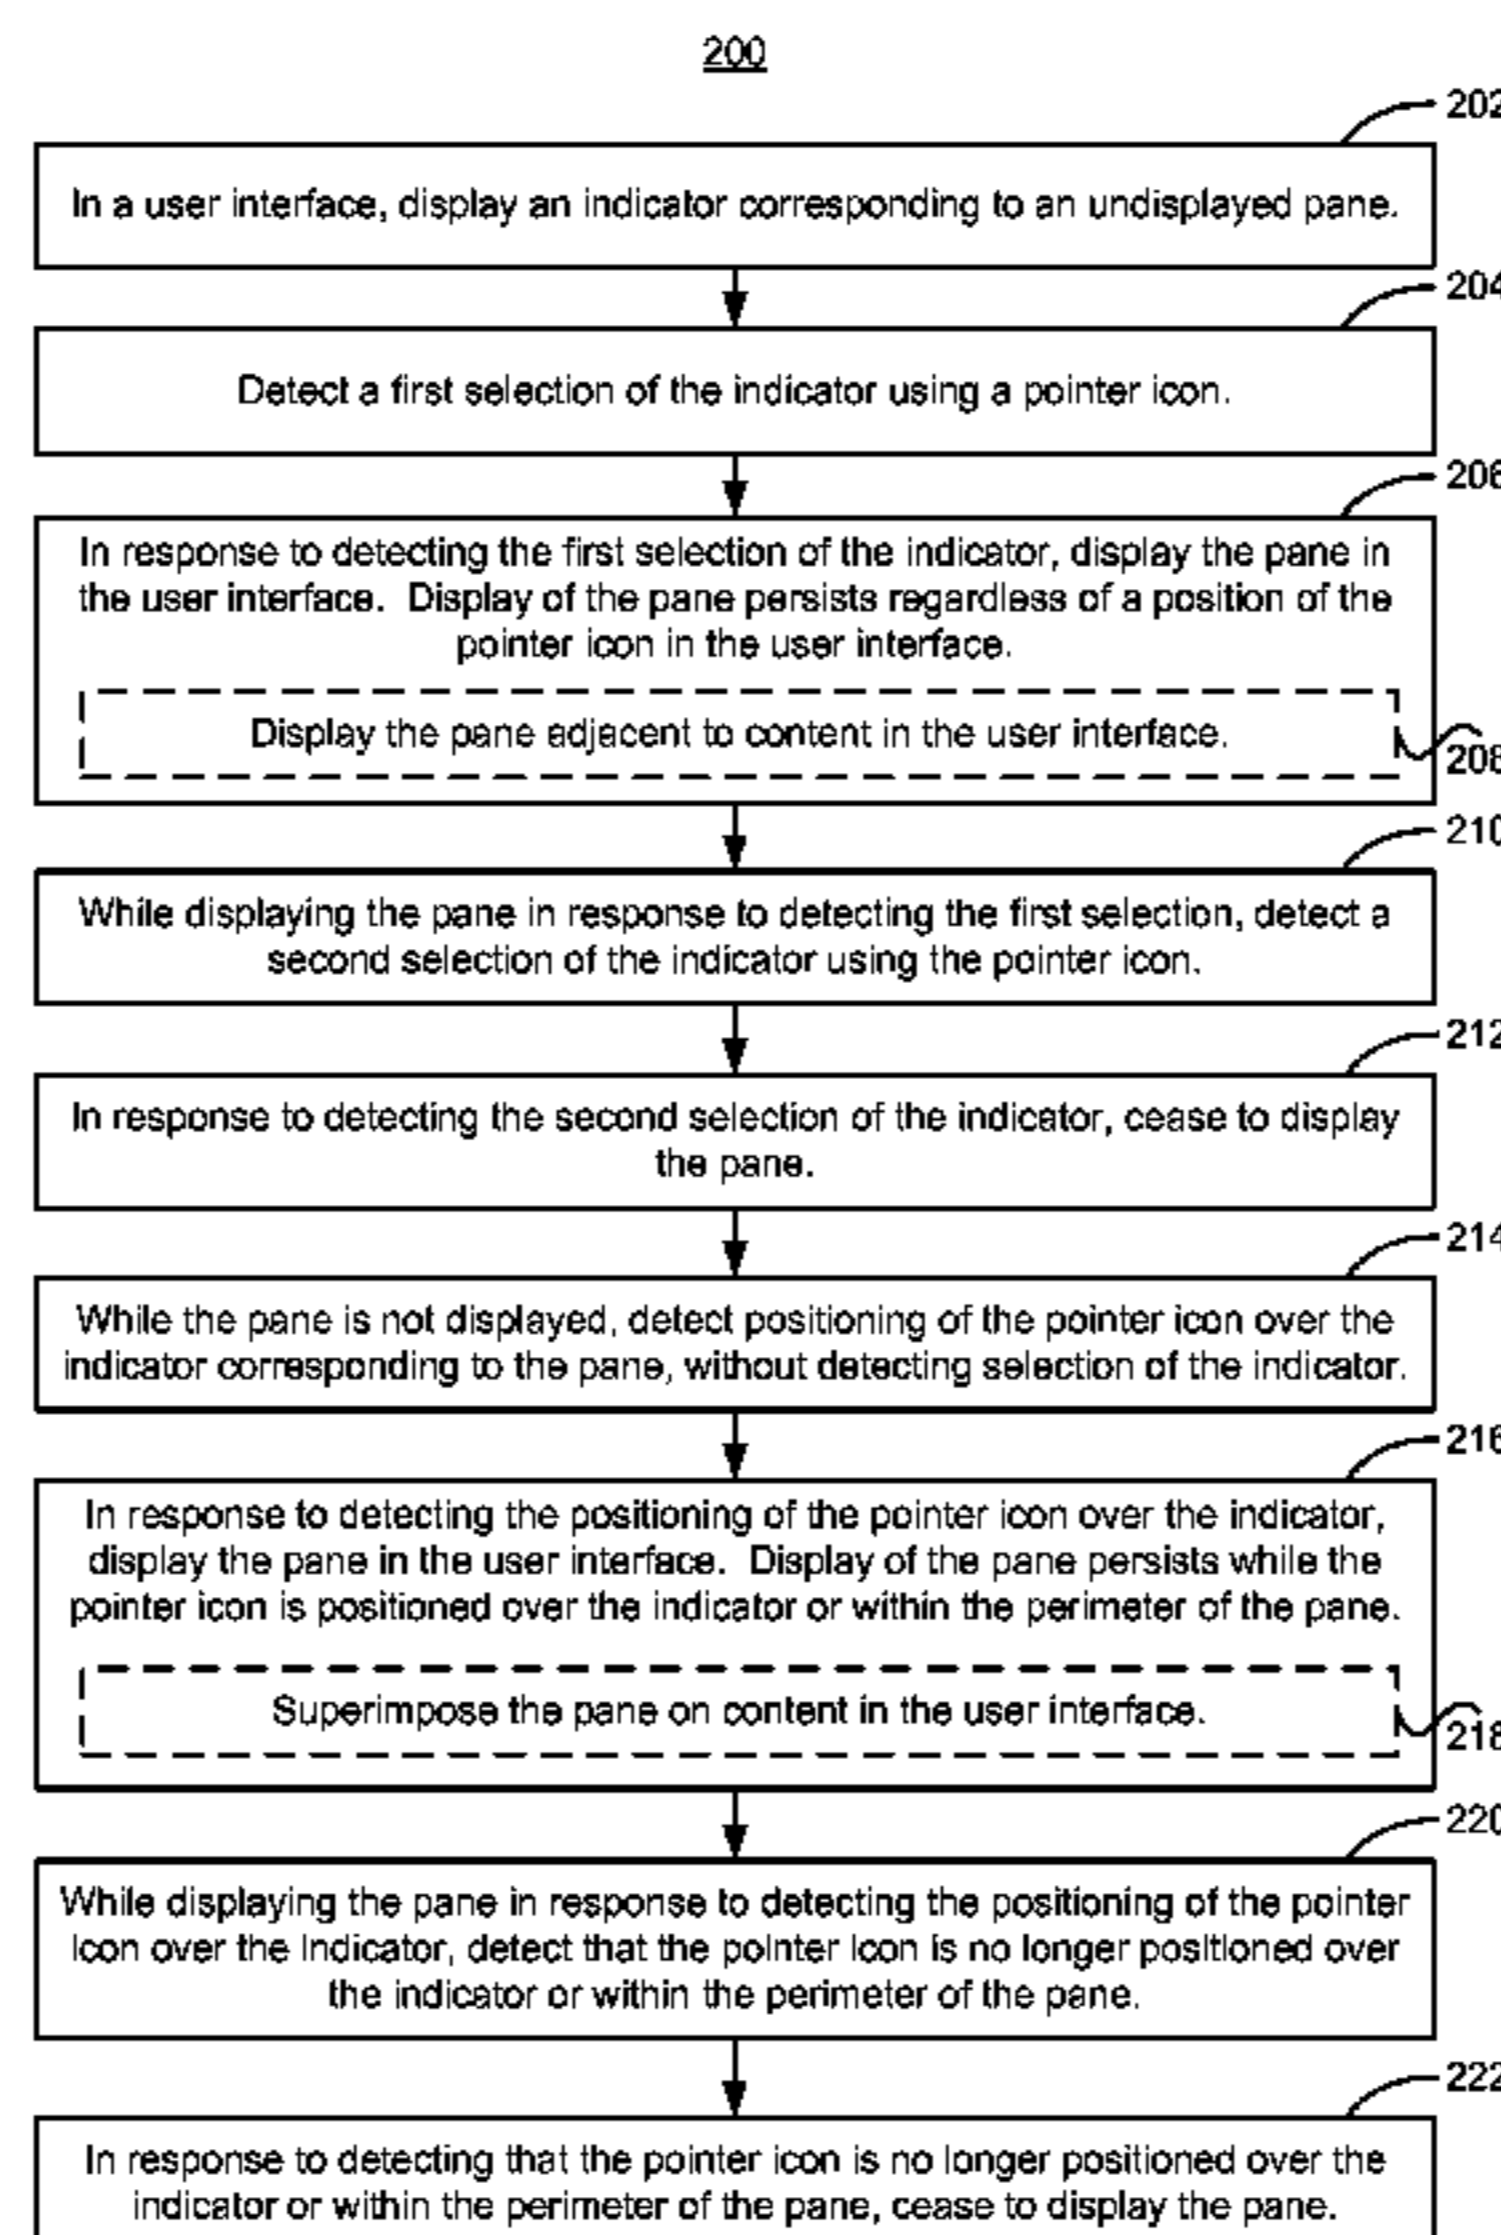 200
202
In a user interface, display an indicator corresponding to an undisplayed pane.
204
Detect a first selection of the indicator using a pointer icon.
206
In response to detecting the first selection of the indicator, display the pane in
the user interface.  Display of the pane persists regardless of a position of the
pointer icon in the user interface.
Display the pane adjacent to content in the user interface.
208
210
While displaying the pane in response to detecting the first selection, detect a
second selection of the indicator using the pointer icon.
212
In response to detecting the second selection of the indicator, cease to display
the pane.
214
While the pane is not displayed, detect positioning of the pointer icon over the
indicator corresponding to the pane, without detecting selection of the indicator.
216
In response to detecting the positioning of the pointer icon over the indicator,
display the pane in the user interface.  Display of the pane persists while the
pointer icon is positioned over the indicator or within the perimeter of the pane.
Superimpose the pane on content in the user interface.
218
220
While displaying the pane in response to detecting the positioning of the pointer
icon over the indicator, detect that the pointer icon is no longer positioned over
the indicator or within the perimeter of the pane.
222
In response to detecting that the pointer icon is no longer positioned over the
indicator or within the perimeter of the pane, cease to display the pane.